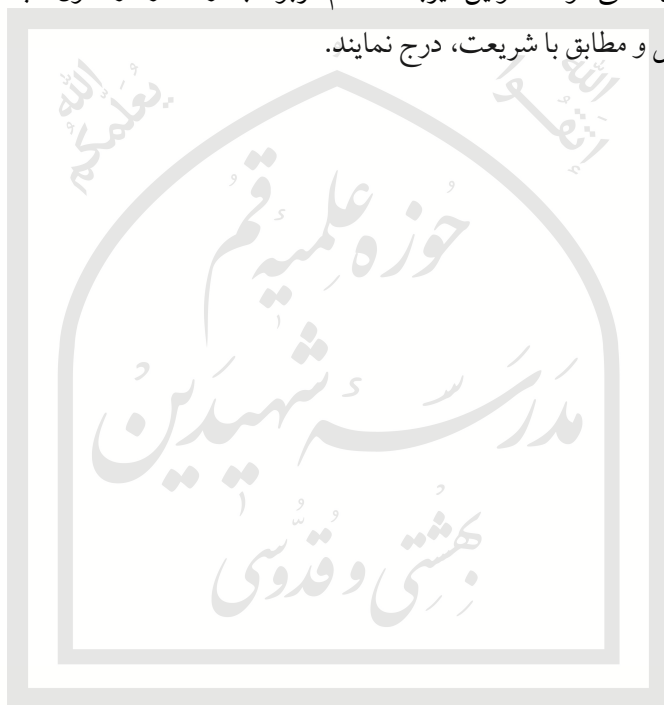 و مطابق با شریعت، درج نمایند.
اتقوا الله
یعلمکم الله
حوزه علمیه قم
مدرسه شهیدین
بهشتی و قدوسی